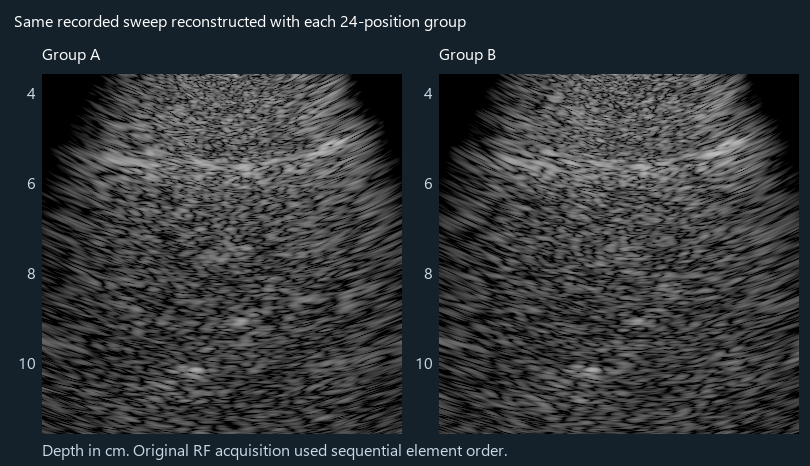 Same recorded sweep reconstructed with each 24-position group
Group A
Group B
4
4
6
6
8
8
10
10
Depth in cm. Original RF acquisition used sequential element order.